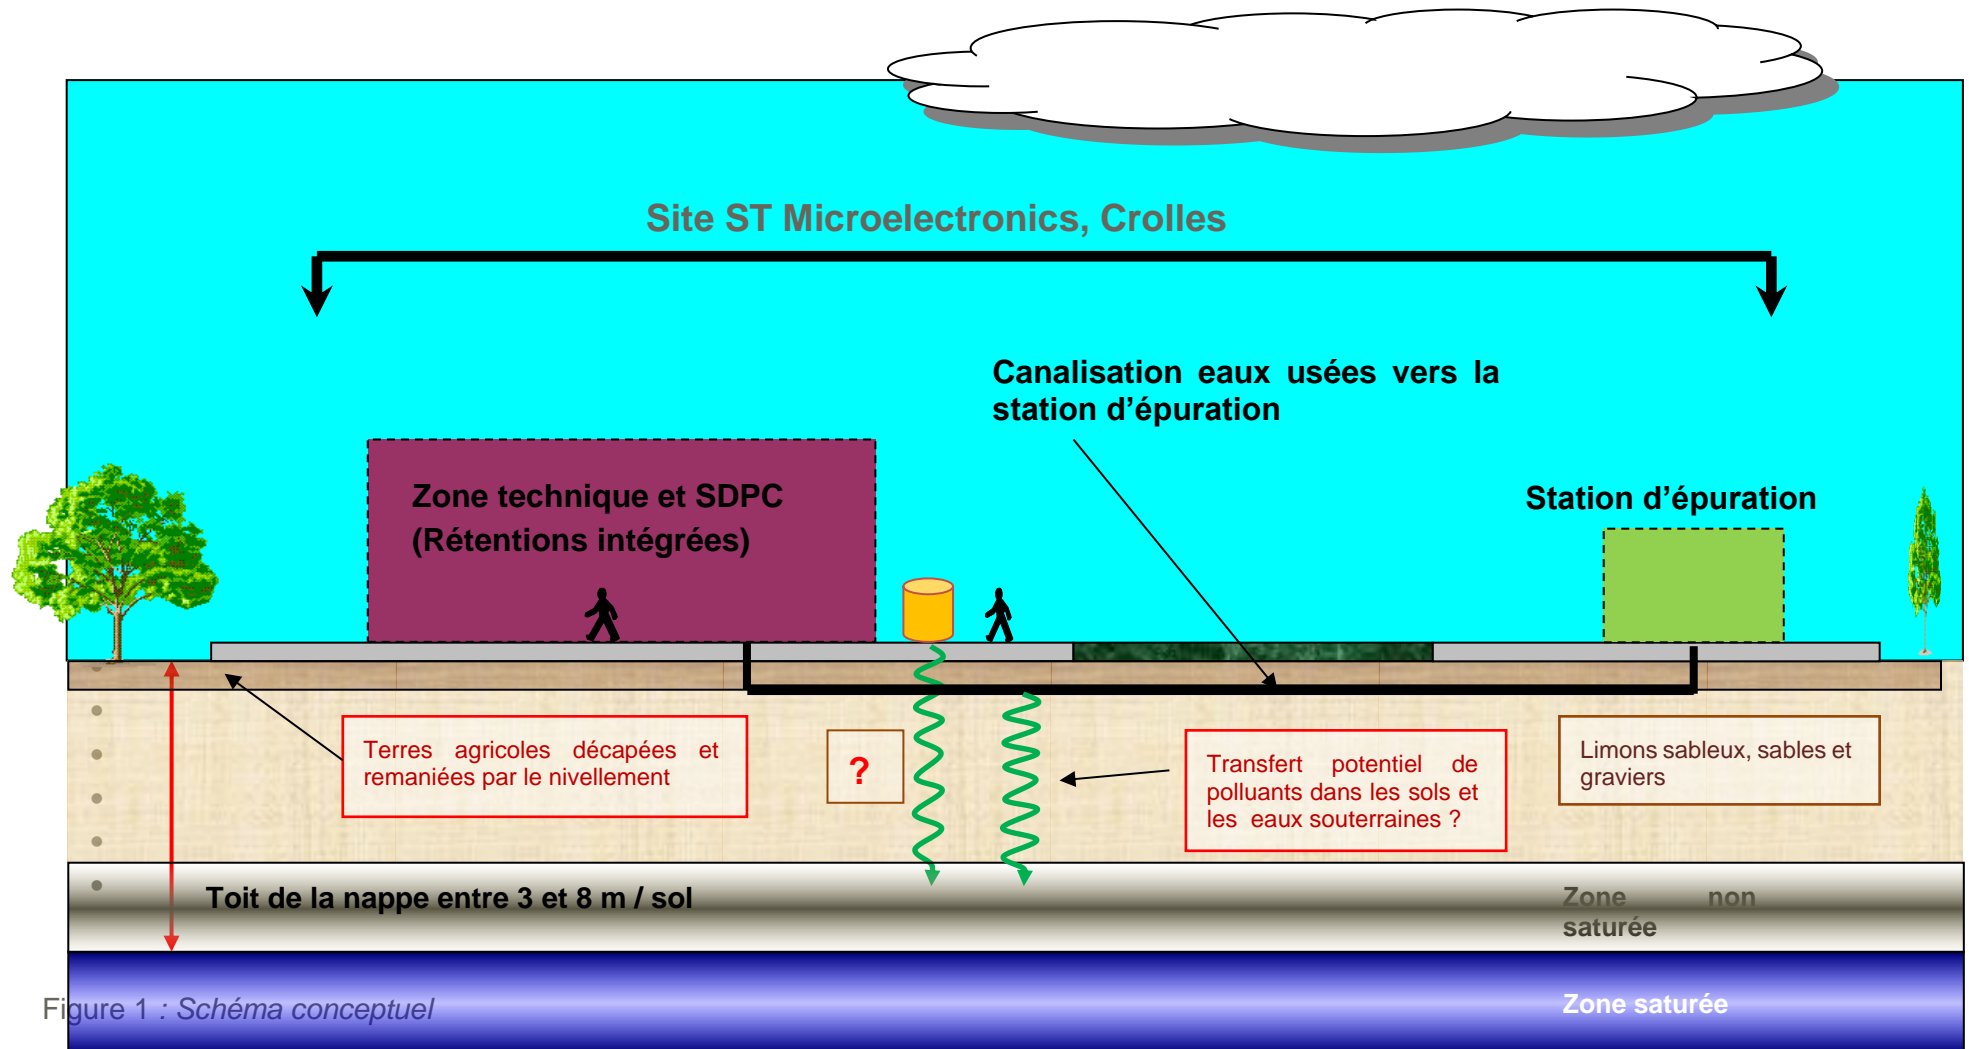 Site ST Microelectronics, Crolles
Canalisation eaux usées vers la
station d’épuration
Zone technique et SDPC
(Rétentions intégrées)
Station d’épuration
Terres agricoles décapées et
remaniées par le nivellement
?
Transfert potentiel de
polluants dans les sols et
les eaux souterraines ?
Limons sableux, sables et
graviers
Toit de la nappe entre 3 et 8 m / sol
Zone non
saturée
Zone saturée
Figure 1 : Schéma conceptuel